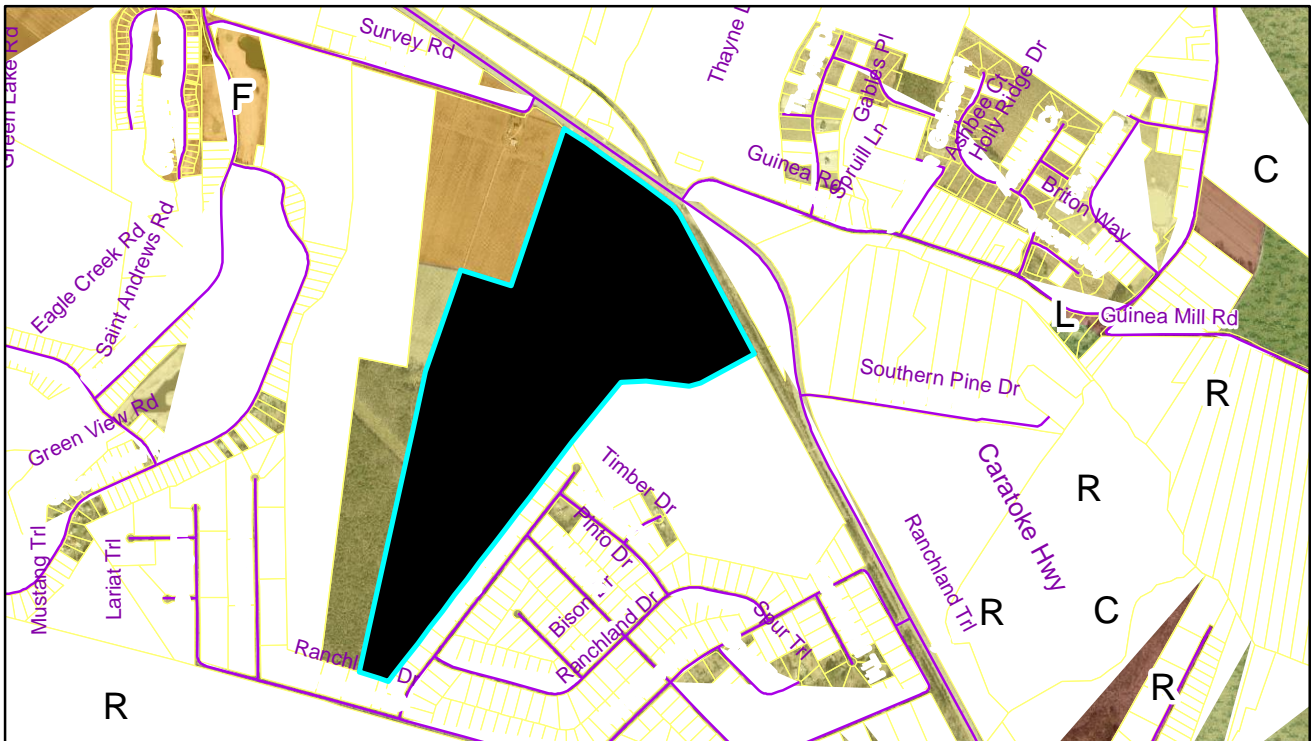 Green Lake Rd
Survey Rd
Thayne
Gables Pl
Ashbee Ct
Holly Ridge Dr
F
C
Guinea Rd
Spruill Ln
Briton Way
Eagle Creek Rd
Saint Andrews Rd
L
Guinea Mill Rd
Southern Pine Dr
R
Green View Rd
Timber Dr
Caratoke Hwy
R
Pinto Dr
Mustang Trl
Lariat Trl
Bison
Ranchland Dr
Spur Trl
Ranchland Trl
R
C
Dr
R
R